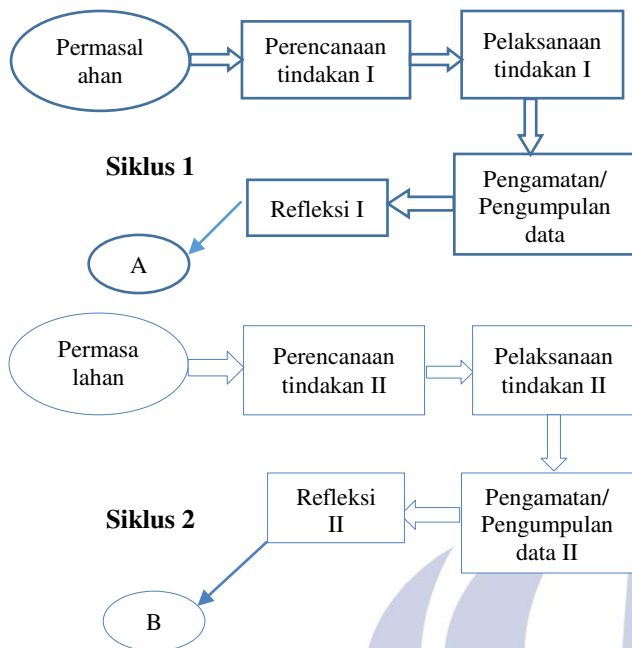 Permasal
ahan
Perencanaan
tindakan I
Pelaksanaan
tindakan I
Siklus 1
Refleksi I
Pengamatan/
Pengumpulan
data
A
Permasa
lahan
Perencanaan
tindakan II
Pelaksanaan
tindakan II
Siklus 2
Refleksi
II
Pengamatan/
Pengumpulan
data II
B